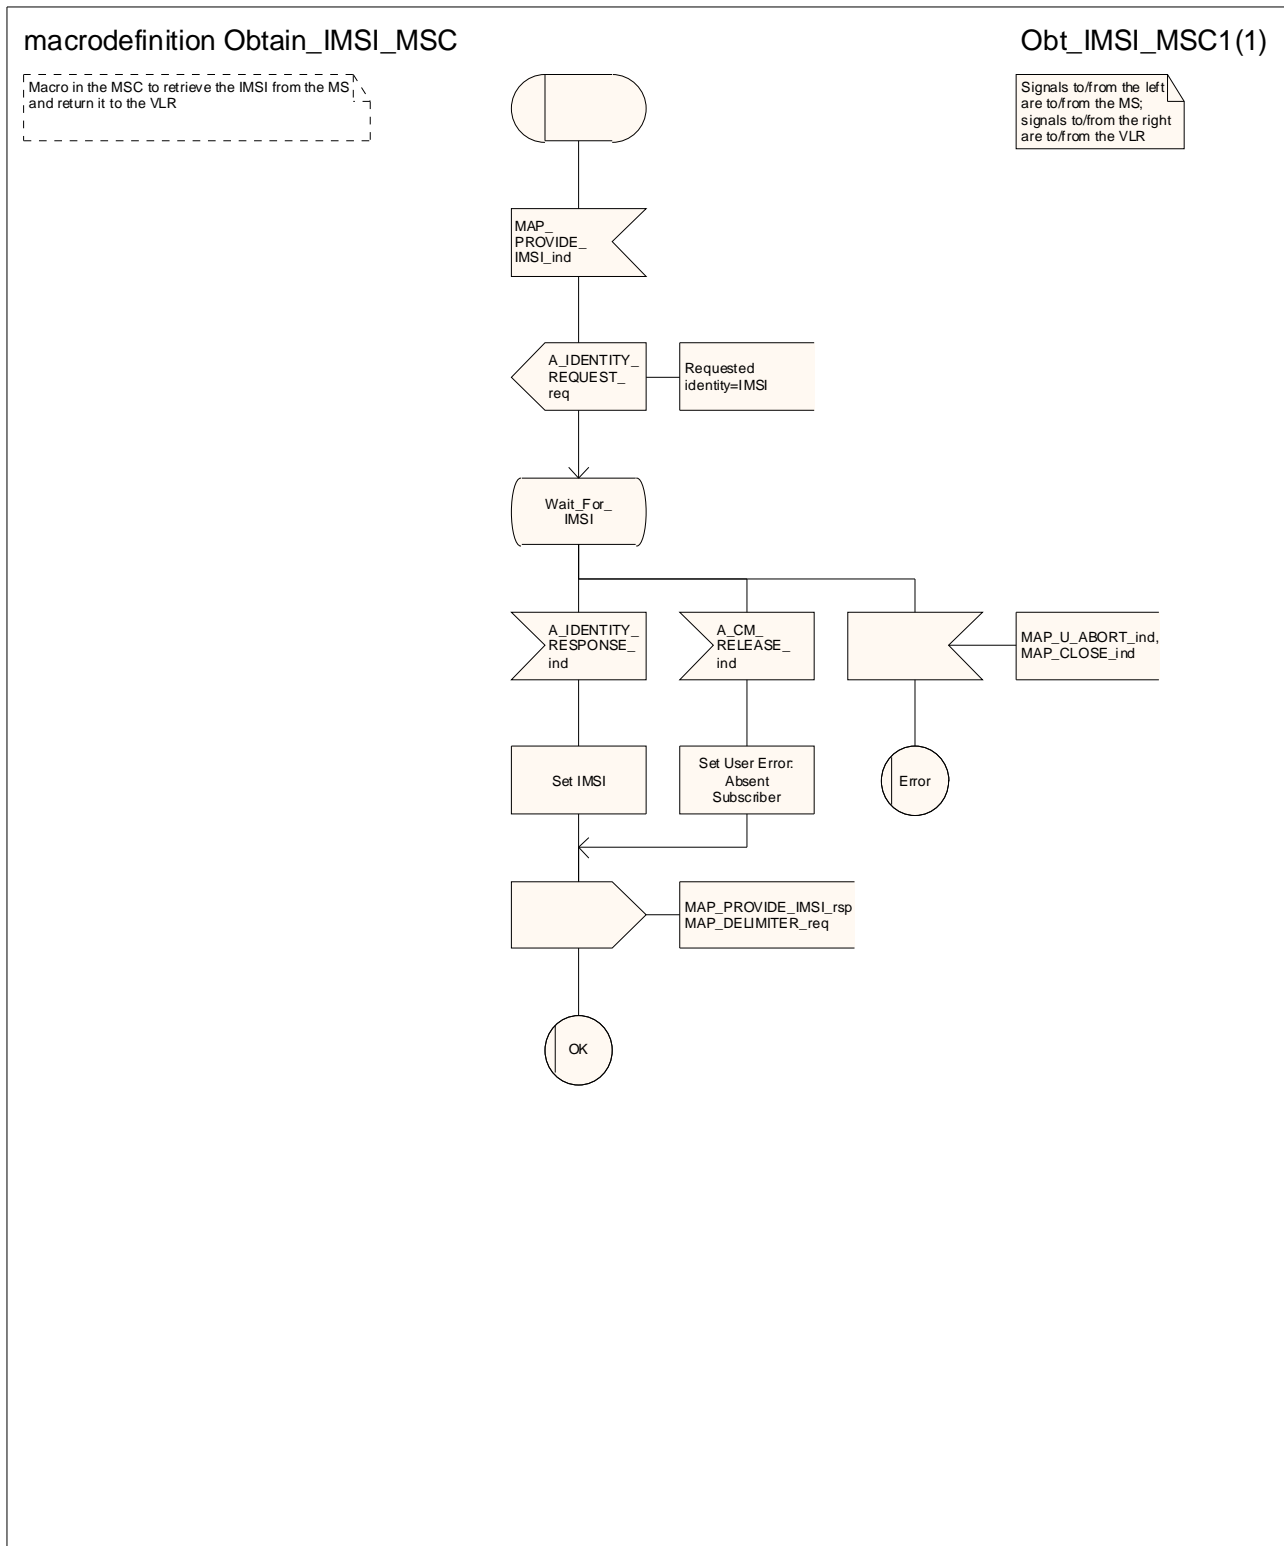 macrodefinition Obtain_IMSI_MSC
Obt_IMSI_MSC1(1)
Macro in the MSC to retrieve the IMSI from the MS
and return it to the VLR
Signals to/from the left
are to/from the MS;
signals to/from the right
are to/from the VLR
MAP_
PROVIDE_
IMSI_ind
A_IDENTITY_
REQUEST_
req
Requested
identity=IMSI
Wait_For_
IMSI
A_IDENTITY_
RESPONSE_
ind
A_CM_
RELEASE_
ind
MAP_U_ABORT_ind,
MAP_CLOSE_ind
Set IMSI
Set User Error:
Absent
Subscriber
Error
MAP_PROVIDE_IMSI_rsp
MAP_DELIMITER_req
OK